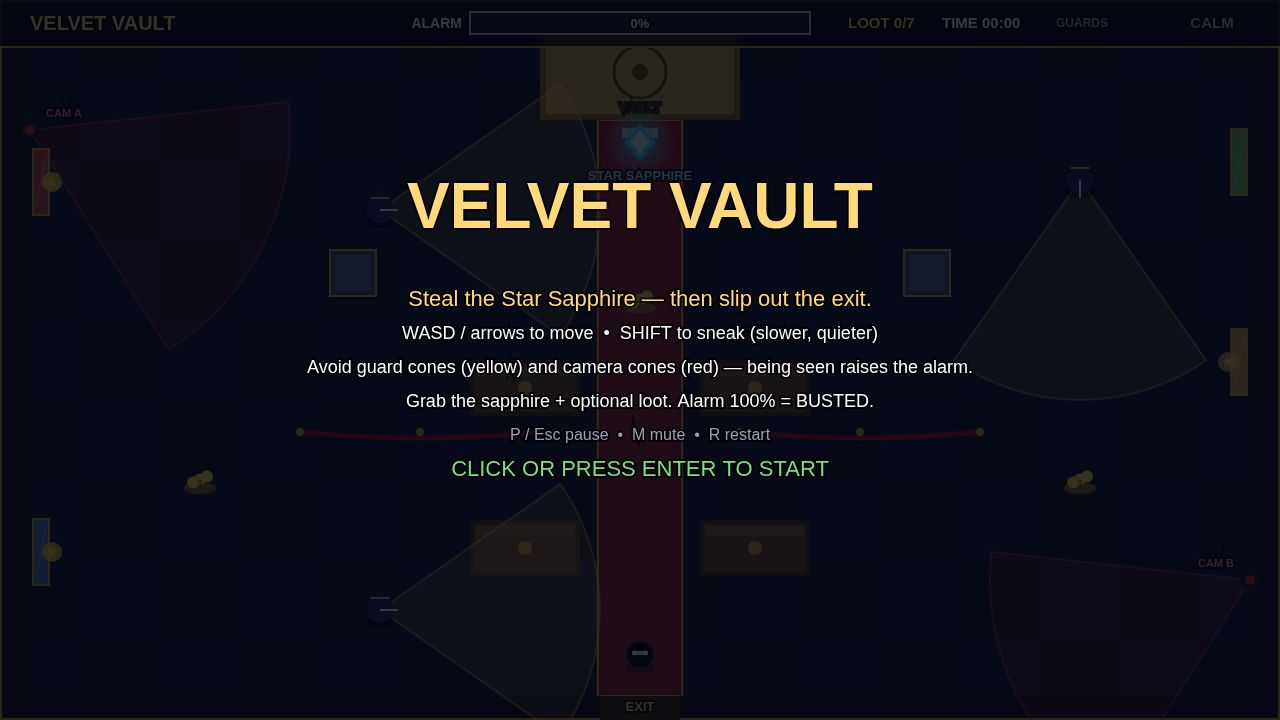 VELVET VAULT
ALARM
0%
LOOT 0/7
TIME 00:00
GUARDS
CALM
CAM A
VAULT
STAR SAPPHIRE
VELVET VAULT
Steal the Star Sapphire — then slip out the exit.
WASD / arrows to move • SHIFT to sneak (slower, quieter)
Avoid guard cones (yellow) and camera cones (red) — being seen raises the alarm.
Grab the sapphire + optional loot. Alarm 100% = BUSTED.
P / Esc pause • M mute • R restart
CLICK OR PRESS ENTER TO START
CAM B
EXIT